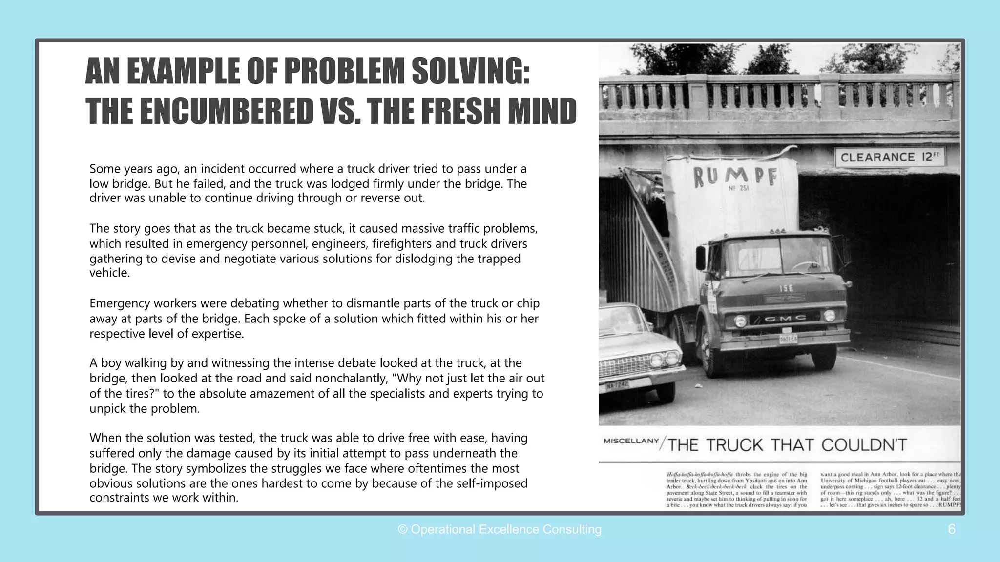 AN EXAMPLE OF PROBLEM SOLVING:
THE ENCUMBERED VS. THE FRESH MIND
Some years ago, an incident occurred where a truck driver tried to pass under a
low bridge. But he failed, and the truck was lodged firmly under the bridge. The
driver was unable to continue driving through or reverse out.
The story goes that as the truck became stuck, it caused massive traffic problems,
which resulted in emergency personnel, engineers, firefighters and truck drivers
gathering to devise and negotiate various solutions for dislodging the trapped
vehicle.
Emergency workers were debating whether to dismantle parts of the truck or chip
away at parts of the bridge. Each spoke of a solution which fitted within his or her
respective level of expertise.
A boy walking by and witnessing the intense debate looked at the truck, at the
bridge, then looked at the road and said nonchalantly, "Why not just let the air out
of the tires?" to the absolute amazement of all the specialists and experts trying to
unpick the problem.
When the solution was tested, the truck was able to drive free with ease, having
suffered only the damage caused by its initial attempt to pass underneath the
bridge. The story symbolizes the struggles we face where oftentimes the most
obvious solutions are the ones hardest to come by because of the self-imposed
constraints we work within.
CLEARANCE 12FT
RUMPF
No 251
GMC
NA·1242
MISCELLANY/THE TRUCK THAT COULDN'T
Hoffa-hoffa-hoffa-hoffa-hoffa throbs the engine of the big
trailer truck, hurtling down from Ypsilanti and on into Ann
Arbor. Beck-beck-beck-beck-beck clack the tires on the
pavement along State Street, a sound to fill a teamster with
reverie and maybe set him to thinking of pulling in soon for
a bite . . . you know what the truck drivers always say: if you
want a good meal in Ann Arbor, look for a place where the
University of Michigan football players eat . . . easy now,
underpass coming . . . sign says 12-foot clearance . . . plenty
of room—this rig stands only . . . what was the figure? . . .
got it here someplace . . . ah, here . . . 12 and a half feet
. . . let's see . . . that gives six inches to spare so . . . RUMPF!
© Operational Excellence Consulting
6